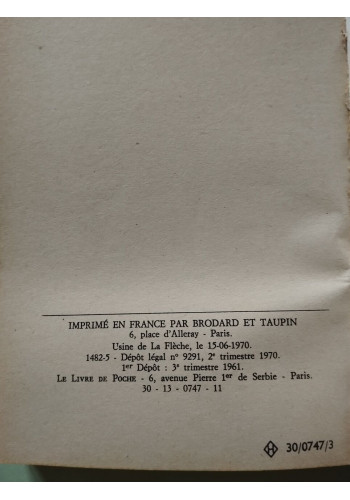 IMPRIMÉ EN FRANCE PAR BRODARD ET TAUPIN
6, place d'Alleray - Paris.
Usine de La Flèche, le 15-06-1970.
1482-5 - Dépôt légal n° 9291, 2e trimestre 1970.
1er Dépôt : 3e trimestre 1961.
LE LIVRE DE POCHE - 6, avenue Pierre 1er de Serbie - Paris.
30 - 13 - 0747 - 11
30/0747/3